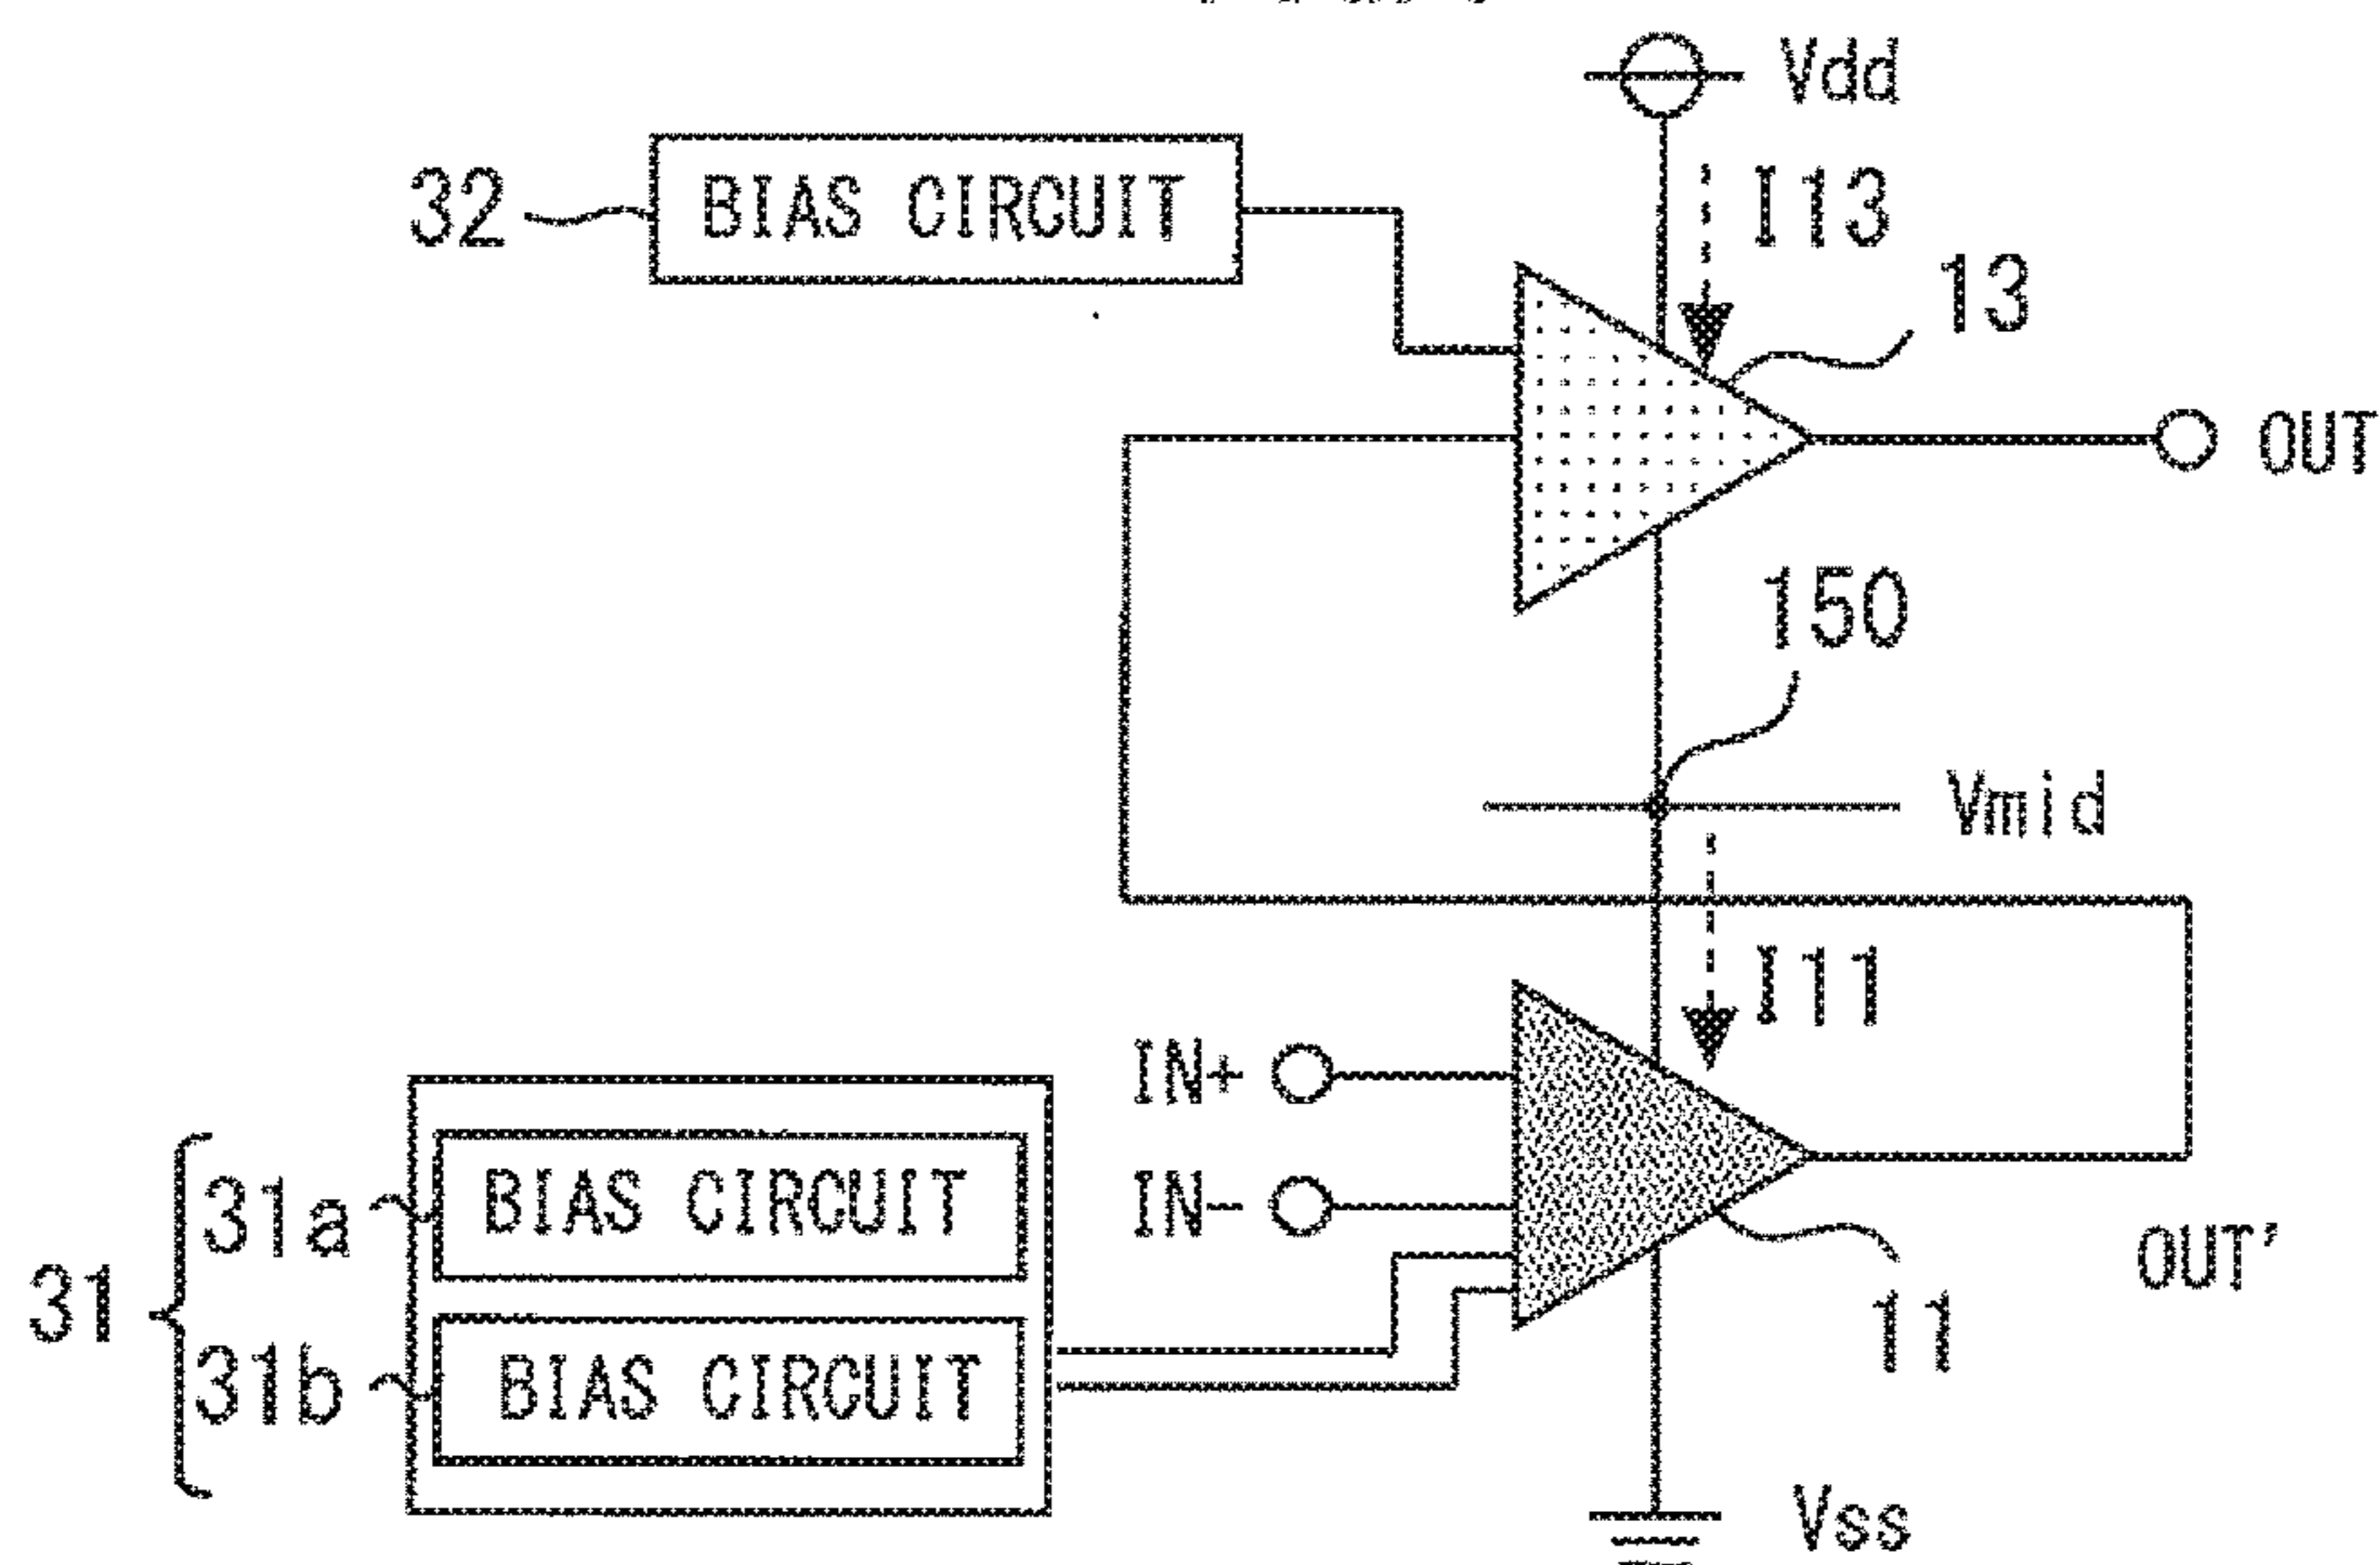 Vdd
32
BIAS CIRCUIT
I13
13
OUT
150
Vmid
I11
IN+
IN-
31
31a
BIAS CIRCUIT
31b
BIAS CIRCUIT
OUT'
11
Vss